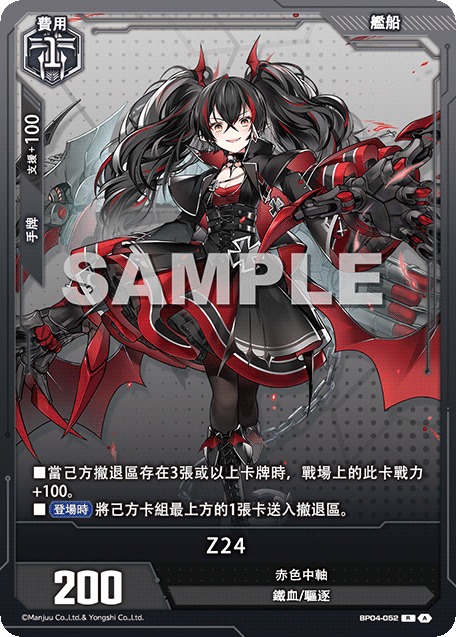 費用
1
艦船
支援+100
手牌
SAMPLE
■當己方撤退區存在3張或以上卡牌時，戰場上的此卡戰力
+100。
■登場時將己方卡組最上方的1張卡送入撤退區。
Z24
200
赤色中軸
鐵血/驅逐
©Manjuu Co.,Ltd.& Yongshi Co.,Ltd.
BP04-052 R A